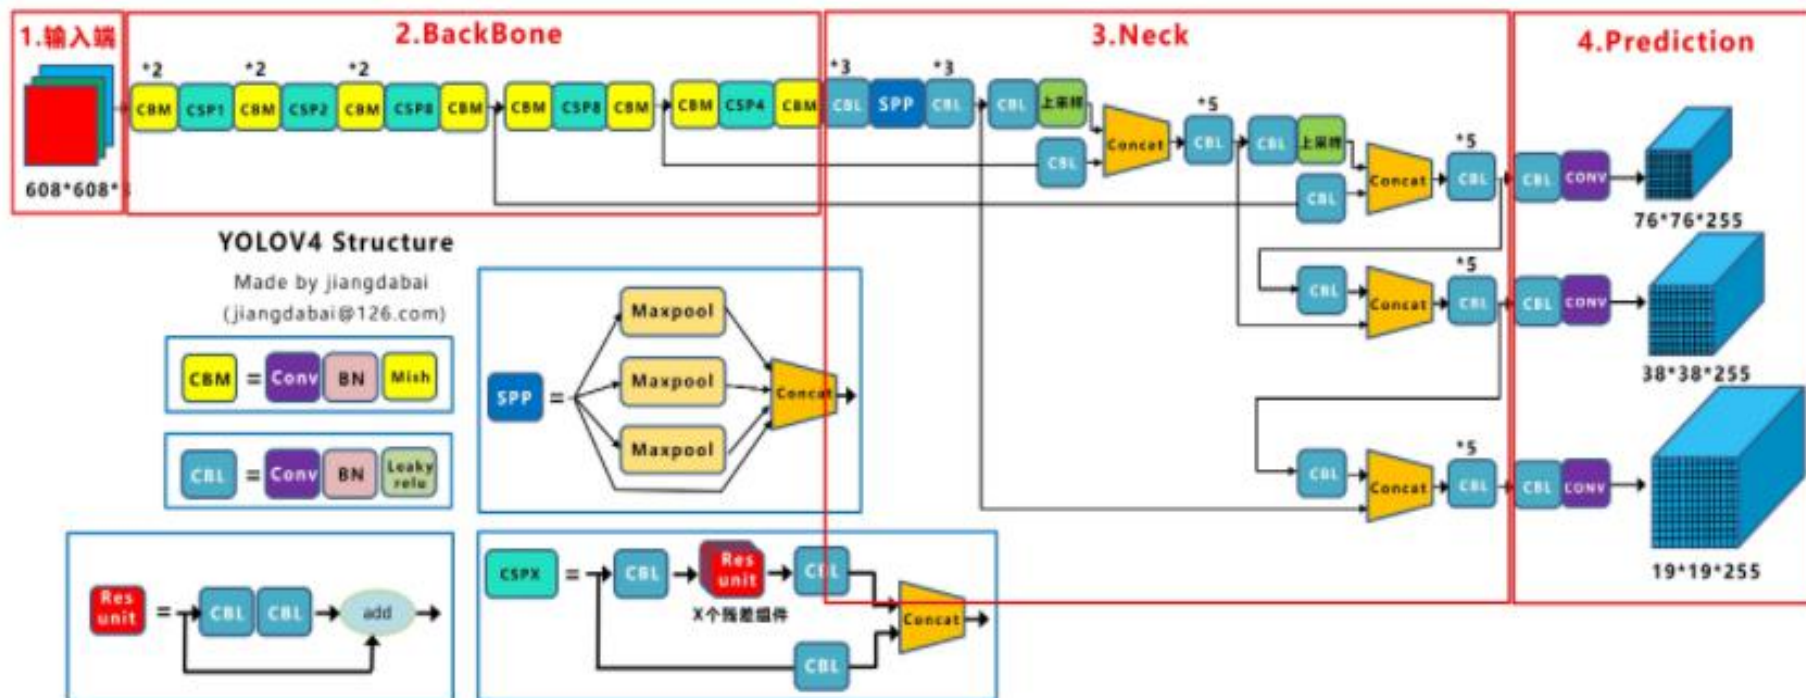 1.输入端
2.BackBone
3.Neck
4.Prediction
*2 *2 *2 *3 *3
CBM CSP1 CBM CSP2 CBM CSP8 CBM CBM CSP8 CBM CBM CSP4 CBM CBL SPP CBL CBL 上采样
Concat
*5
CBL CBL 上采样
CBL
Concat
*5
CBL CBL CONV
CBL
608*608*
76*76*255
YOLOV4 Structure
Made by jiangdabai
(jiangdabai@126.com)
*5
CBL Concat CBL CBL CONV
38*38*255
*5
CBL Concat CBL CBL CONV
19*19*255
CBM = Conv BN Mish
CBL = Conv BN Leaky relu
SPP =
Maxpool
Maxpool
Maxpool
Concat
Res unit = CBL CBL add
CSPX = CBL Res unit CBL
X个残差组件
CBL
Concat